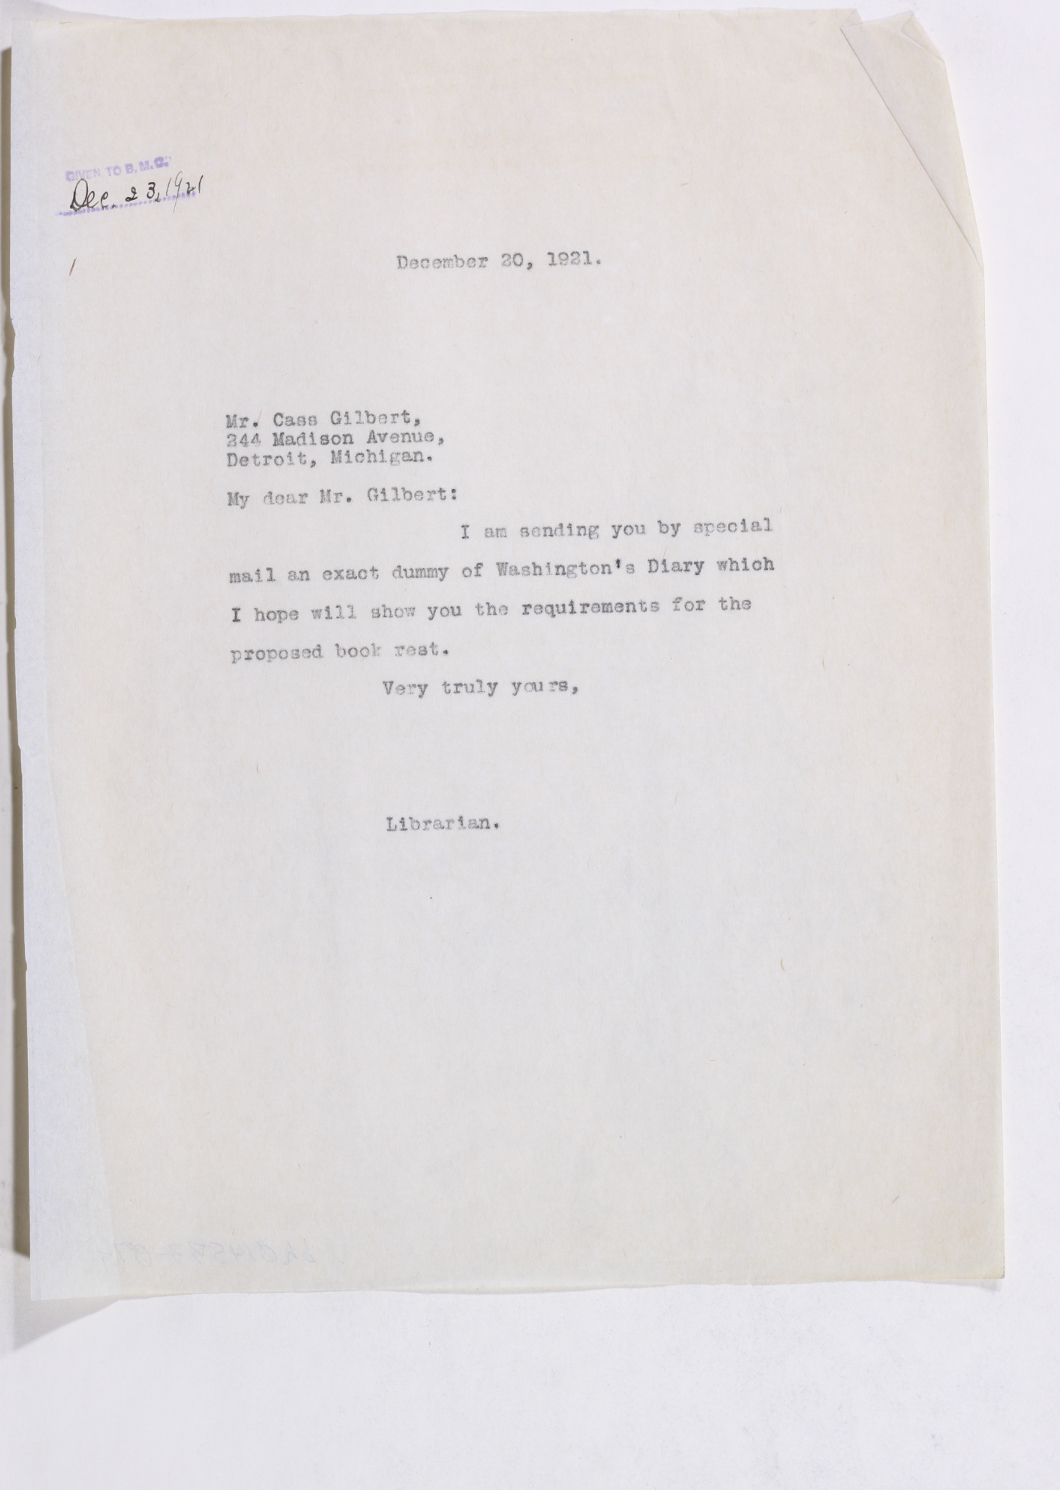 GIVEN TO B.M.C.
Dec. 23, 1921
December 20, 1921.
Mr. Cass Gilbert,
244 Madison Avenue,
Detroit, Michigan.
My dear Mr. Gilbert:
I am sending you by special
mail an exact dummy of Washington's Diary which
I hope will show you the requirements for the
proposed book rest.
Very truly yours,
Librarian.